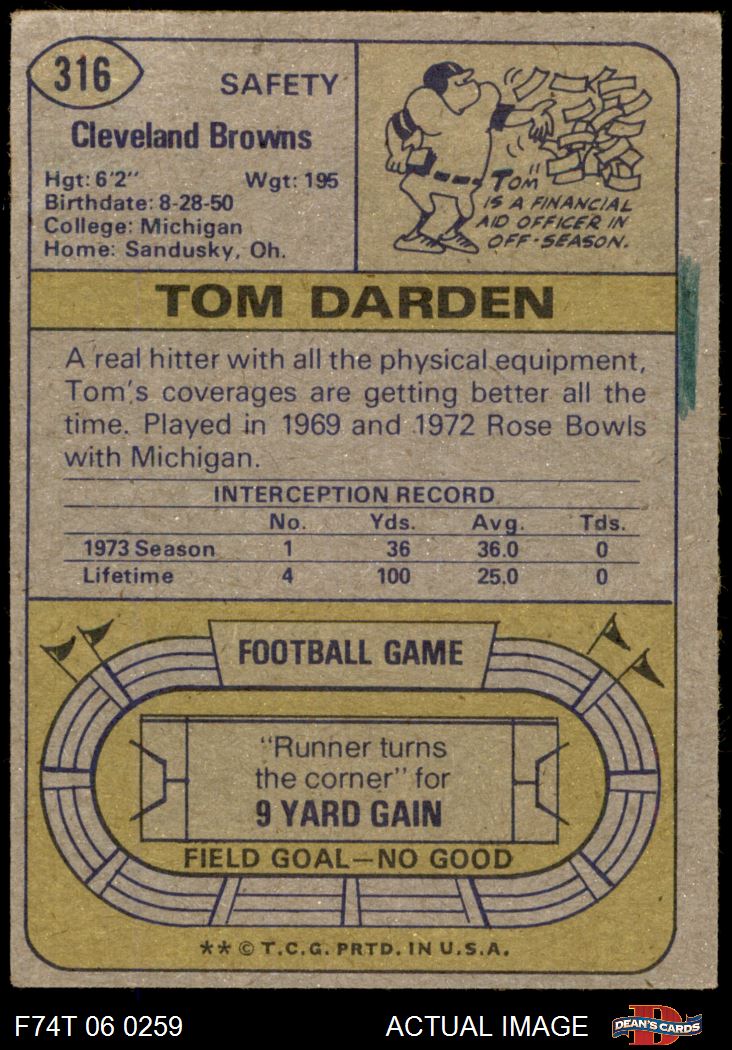 316
SAFETY
Cleveland Browns
Hgt: 6'2" Wgt: 195
Birthdate: 8-28-50
College: Michigan
Home: Sandusky, Oh.
TOM
IS A FINANCIAL
AID OFFICER IN
OFF-SEASON.
TOM DARDEN
A real hitter with all the physical equipment,
Tom's coverages are getting better all the
time. Played in 1969 and 1972 Rose Bowls
with Michigan.
INTERCEPTION RECORD
No. Yds. Avg. Tds.
1973 Season 1 36 36.0 0
Lifetime 4 100 25.0 0
FOOTBALL GAME
"Runner turns
the corner" for
9 YARD GAIN
FIELD GOAL—NO GOOD
** © T.C.G. PRTD. IN U.S.A.
F74T 06 0259 ACTUAL IMAGE
D
DEAN'S CARDS